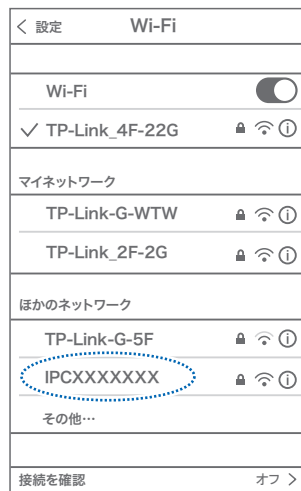 設定 Wi-Fi
Wi-Fi
TP-Link_4F-22G
マイネットワーク
TP-Link-G-WTW
TP-Link_2F-2G
ほかのネットワーク
TP-Link-G-5F
IPCXXXXXXX
その他…
接続を確認 オフ